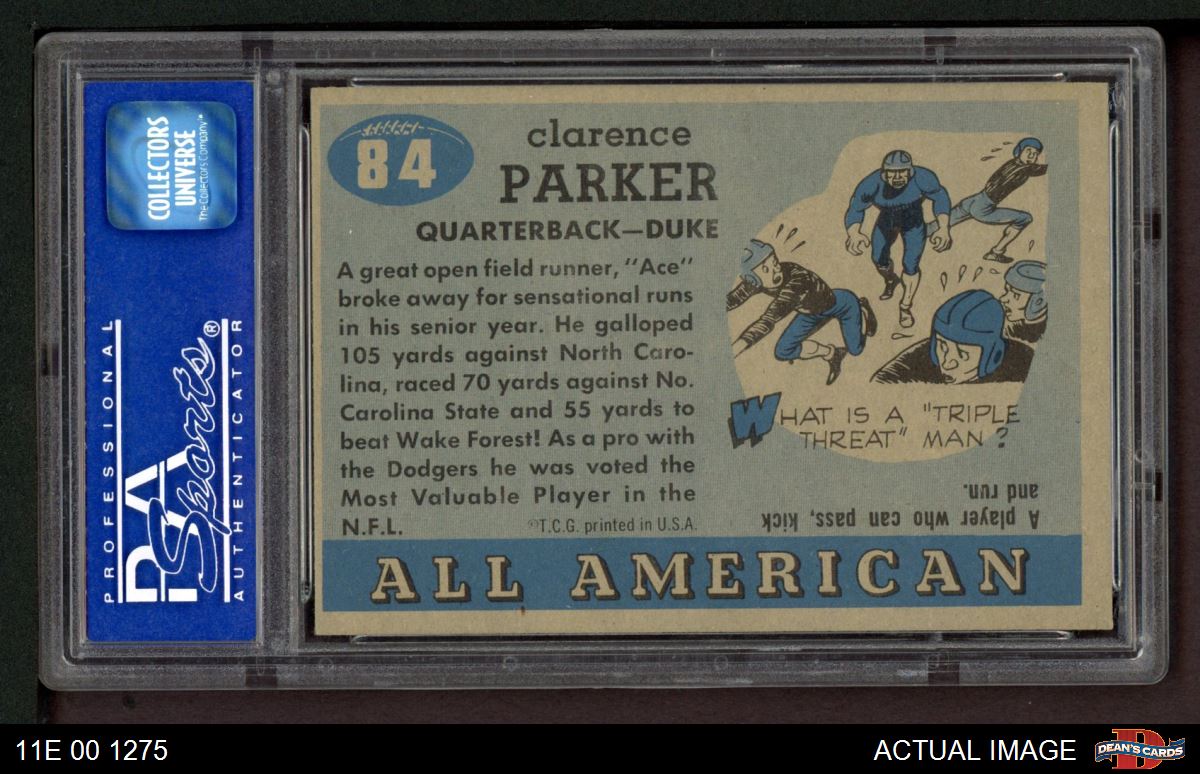 COLLECTORS
UNIVERSE
The Collectors Company™
PROFESSIONAL
PSA
Sports®
AUTHENTICATOR
84
clarence
PARKER
QUARTERBACK—DUKE
A great open field runner, "Ace"
broke away for sensational runs
in his senior year. He galloped
105 yards against North Caro-
lina, raced 70 yards against No.
Carolina State and 55 yards to
beat Wake Forest! As a pro with
the Dodgers he was voted the
Most Valuable Player in the
N.F.L.
©T.C.G. printed in U.S.A.
WHAT IS A "TRIPLE
THREAT" MAN?
A player who can pass, kick
and run.
ALL AMERICAN
11E 00 1275
ACTUAL IMAGE
DEAN'S CARDS